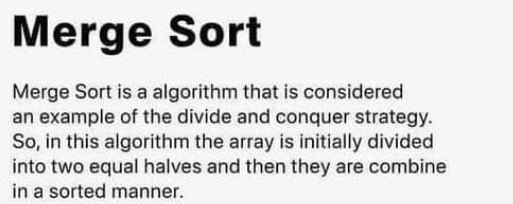 Merge Sort
Merge Sort is a algorithm that is considered
an example of the divide and conquer strategy.
So, in this algorithm the array is initially divided
into two equal halves and then they are combine
in a sorted manner.